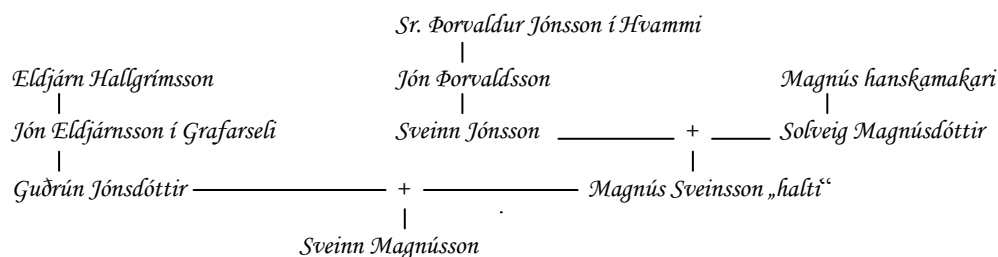 Sr. Þorvaldur Jónsson í Hvammi
Eldjárn Hallgrímsson Jón Þorvaldsson Magnús hanskamakari
Jón Eldjárnsson í Grafarseli Sveinn Jónsson + Solveig Magnúsdóttir
Guðrún Jónsdóttir + Magnús Sveinsson „halti“
Sveinn Magnússon